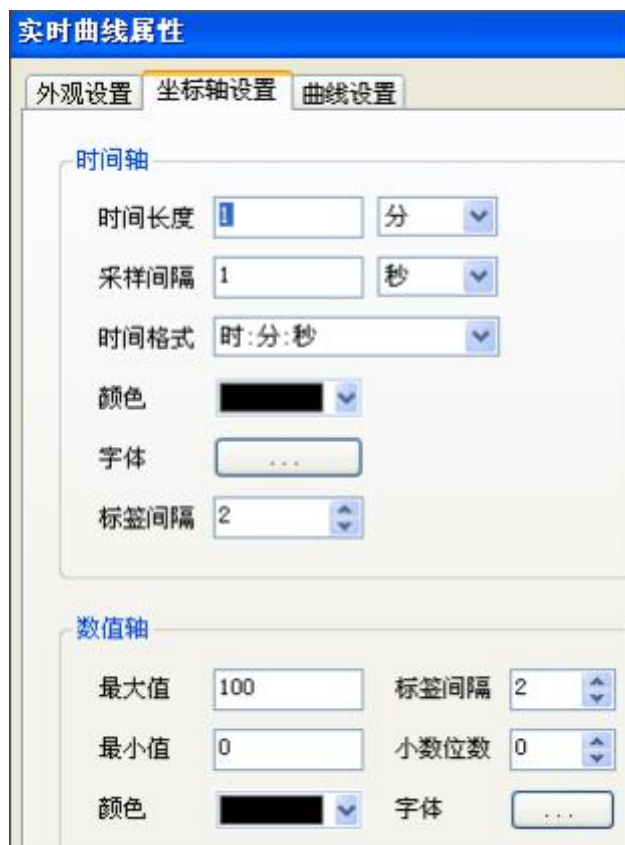 实时曲线属性
外观设置 坐标轴设置 曲线设置
时间轴
时间长度 1 分
采样间隔 1 秒
时间格式 时:分:秒
颜色
字体 ...
标签间隔 2
数值轴
最大值 100 标签间隔 2
最小值 0 小数位数 0
颜色 字体 ...